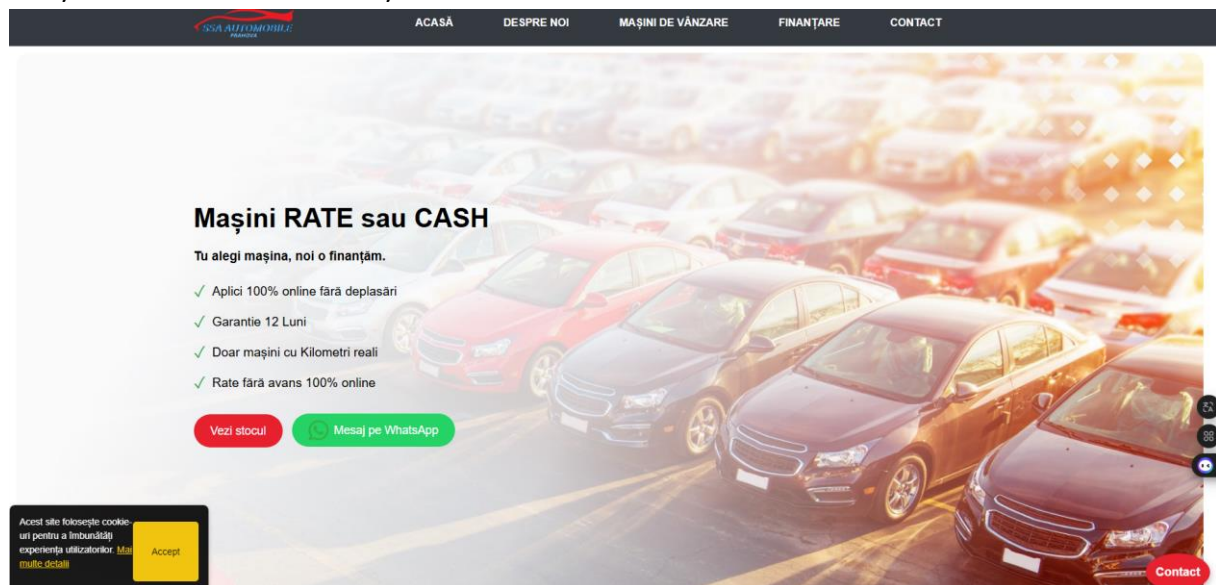 SSA AUTOMOBILE
PRAHOVA
ACASĂ
DESPRE NOI
MAȘINI DE VÂNZARE
FINANȚARE
CONTACT
Mașini RATE sau CASH
Tu alegi mașina, noi o finanțăm.
✓ Aplici 100% online fără deplasări
✓ Garantie 12 Luni
✓ Doar mașini cu Kilometri reali
✓ Rate fără avans 100% online
Vezi stocul
Mesaj pe WhatsApp
Acest site folosește cookie-
uri pentru a îmbunătăți
experiența utilizatorilor. Mai
multe detalii
Accept
Contact